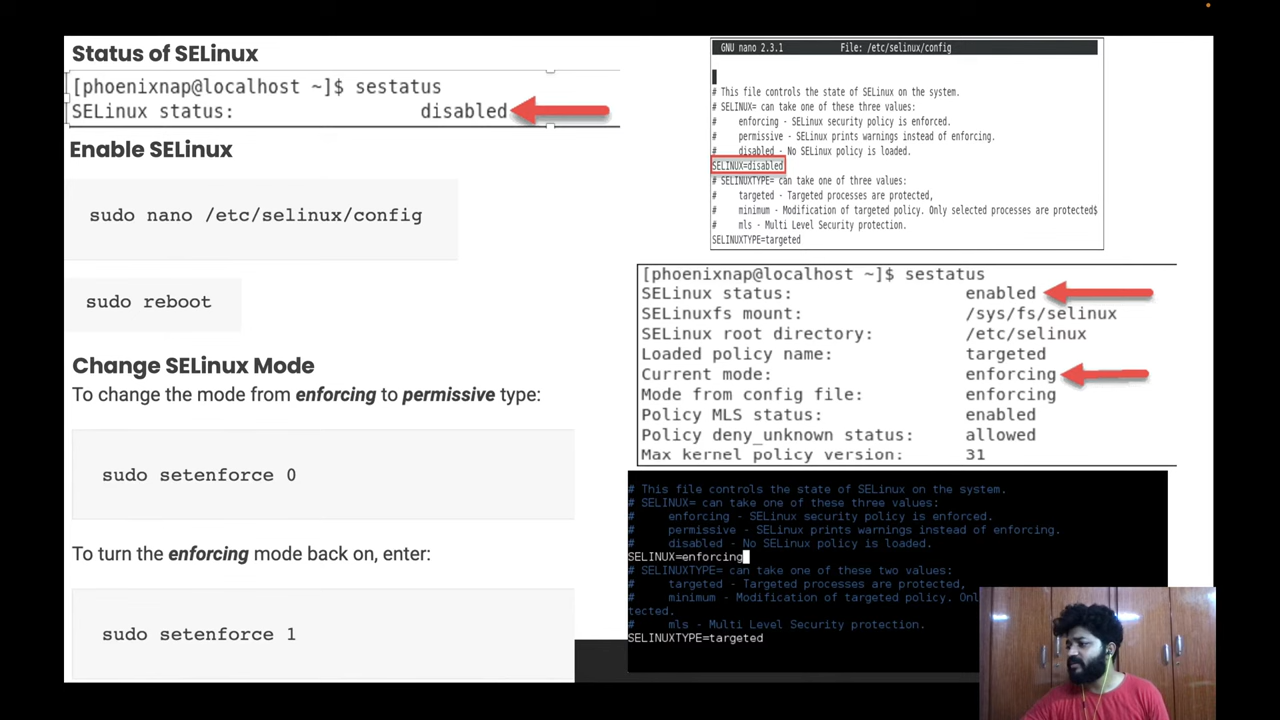 Status of SELinux
[phoenixnap@localhost ~]$ sestatus
SELinux status: disabled
Enable SELinux
sudo nano /etc/selinux/config
sudo reboot
Change SELinux Mode
To change the mode from enforcing to permissive type:
sudo setenforce 0
To turn the enforcing mode back on, enter:
sudo setenforce 1
GNU nano 2.3.1 File: /etc/selinux/config
# This file controls the state of SELinux on the system.
# SELINUX= can take one of these three values:
# enforcing - SELinux security policy is enforced.
# permissive - SELinux prints warnings instead of enforcing.
# disabled - No SELinux policy is loaded.
SELINUX=disabled
# SELINUXTYPE= can take one of three values:
# targeted - Targeted processes are protected,
# minimum - Modification of targeted policy. Only selected processes are protected$
# mls - Multi Level Security protection.
SELINUXTYPE=targeted
[phoenixnap@localhost ~]$ sestatus
SELinux status: enabled
SELinuxfs mount: /sys/fs/selinux
SELinux root directory: /etc/selinux
Loaded policy name: targeted
Current mode: enforcing
Mode from config file: enforcing
Policy MLS status: enabled
Policy deny_unknown status: allowed
Max kernel policy version: 31
# This file controls the state of SELinux on the system.
# SELINUX= can take one of these three values:
# enforcing - SELinux security policy is enforced.
# permissive - SELinux prints warnings instead of enforcing.
# disabled - No SELinux policy is loaded.
SELINUX=enforcing
# SELINUXTYPE= can take one of these two values:
# targeted - Targeted processes are protected,
# minimum - Modification of targeted policy. Onl
tected.
# mls - Multi Level Security protection.
SELINUXTYPE=targeted